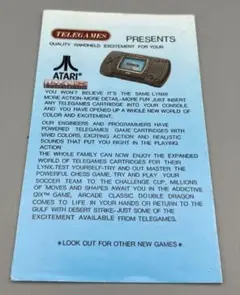 TELEGAMES
PRESENTS
QUALITY HANDHELD EXCITEMENT FOR YOUR
ATARI
YOU WON'T BELIEVE IT'S THE SAME LYNX
MORE ACTION-MORE DETAIL-MORE FUN JUST INSERT
ANY TELEGAMES CARTRIDGE INTO YOUR CONSOLE
AND YOU HAVE OPENED UP A WHOLE NEW WORLD OF
COLOR AND EXCITEMENT.
OUR ENGINEERS AND PROGRAMMERS HAVE
POWERED TELEGAMES GAME CARTRIDGES WITH
VIVID COLORS, EXCITING ACTION AND REALISTIC
SOUNDS THAT PUT YOU RIGHT IN THE PLAYING
ACTION
THE WHOLE FAMILY CAN NOW ENJOY THE EXPANDED
WORLD OF TELEGAMES CARTRIDGES FOR THEIR
LYNX.TEST YOURSELF-TRY AND OUT MASTER THE
POWERFUL CHESS GAME, TRY AND PLAY YOUR
SOCCER TEAM TO THE CHALLENGE CUP, MILLIONS
OF MOVES AND SHAPES AWAIT YOU IN THE ADDICTIVE
QIX™ GAME, ARCADE CLASSIC DOUBLE DRAGON
COMES TO LIFE IN YOUR HANDS OR RETURN TO THE
GULF WITH DESERT STRIKE-JUST SOME OF THE
EXCITEMENT AVAILABLE FROM TELEGAMES.
*LOOK OUT FOR OTHER NEW GAMES*